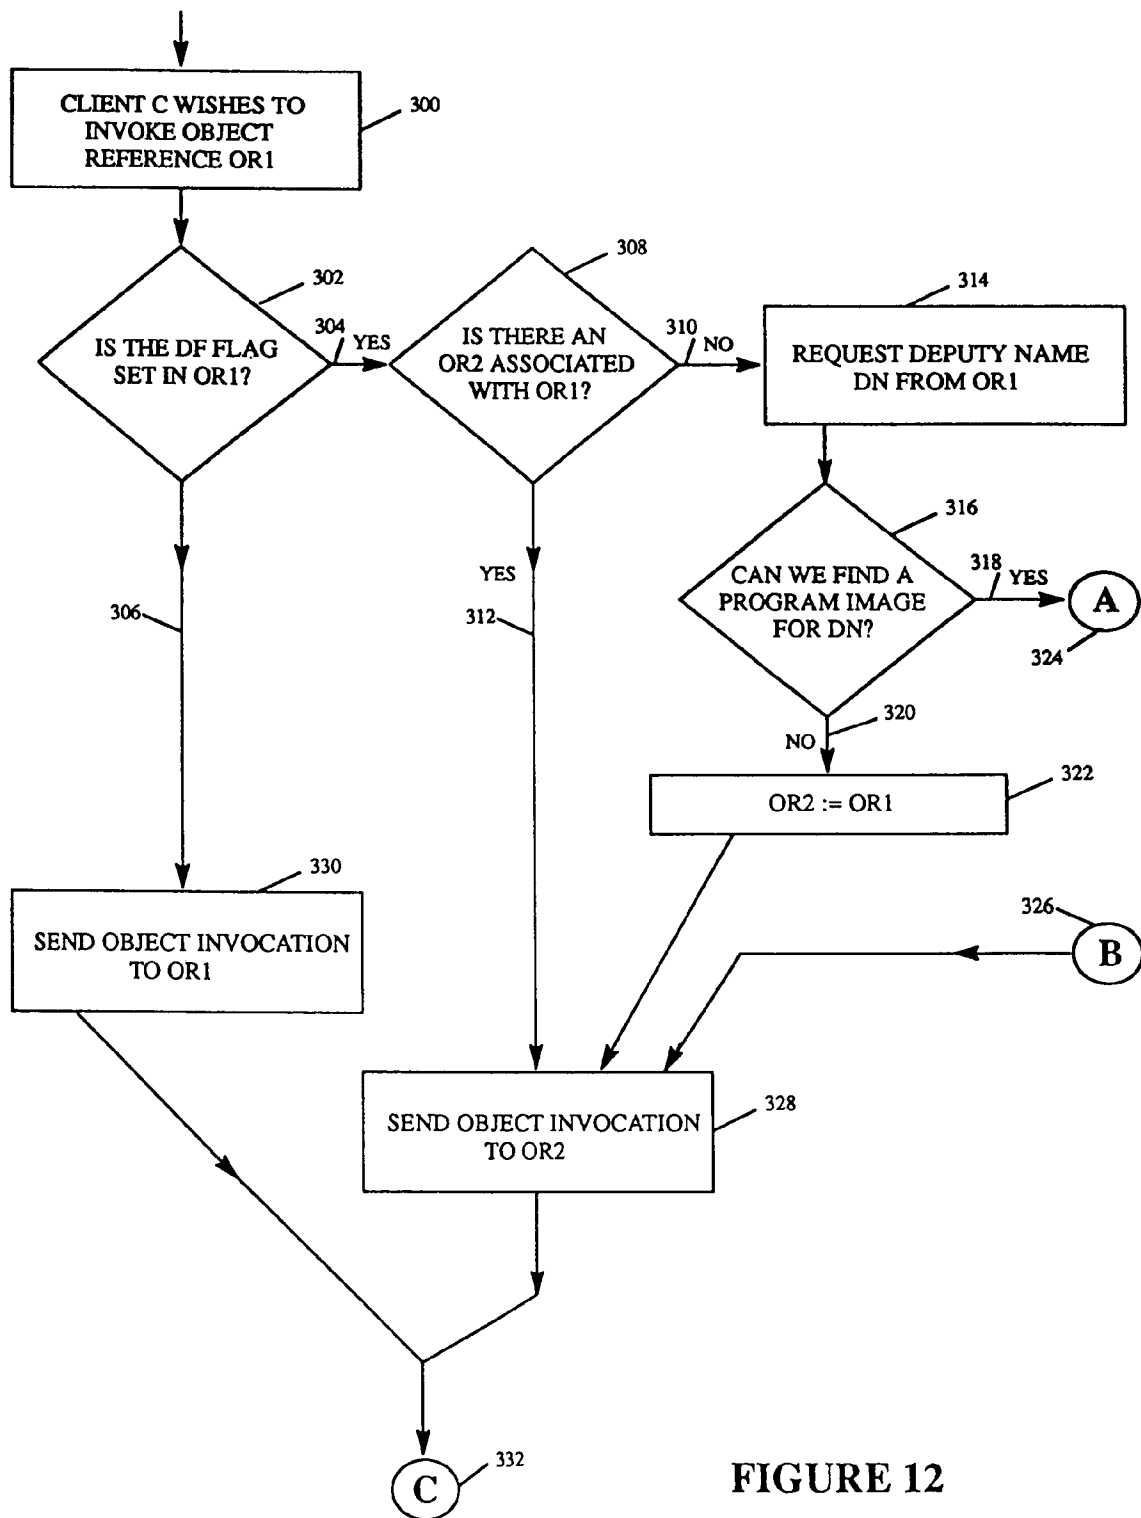 CLIENT C WISHES TO
INVOKE OBJECT
REFERENCE OR1
300
302
IS THE DF FLAG
SET IN OR1?
304
YES
308
IS THERE AN
OR2 ASSOCIATED
WITH OR1?
310
NO
314
REQUEST DEPUTY NAME
DN FROM OR1
316
CAN WE FIND A
PROGRAM IMAGE
FOR DN?
318
YES
A
324
306
YES
312
320
NO
322
OR2 := OR1
330
SEND OBJECT INVOCATION
TO OR1
326
B
SEND OBJECT INVOCATION
TO OR2
328
C
332
FIGURE 12